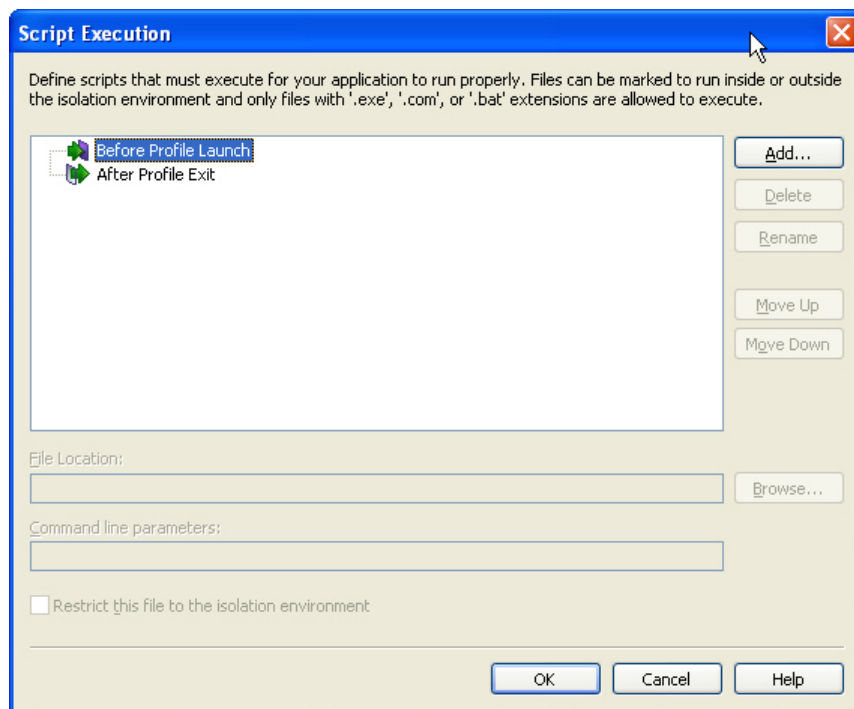 Script Execution
Define scripts that must execute for your application to run properly. Files can be marked to run inside or outside
the isolation environment and only files with '.exe', '.com', or '.bat' extensions are allowed to execute.
Before Profile Launch
After Profile Exit
Add...
Delete
Rename
Move Up
Move Down
File Location:
Browse...
Command line parameters:
Restrict this file to the isolation environment
OK
Cancel
Help